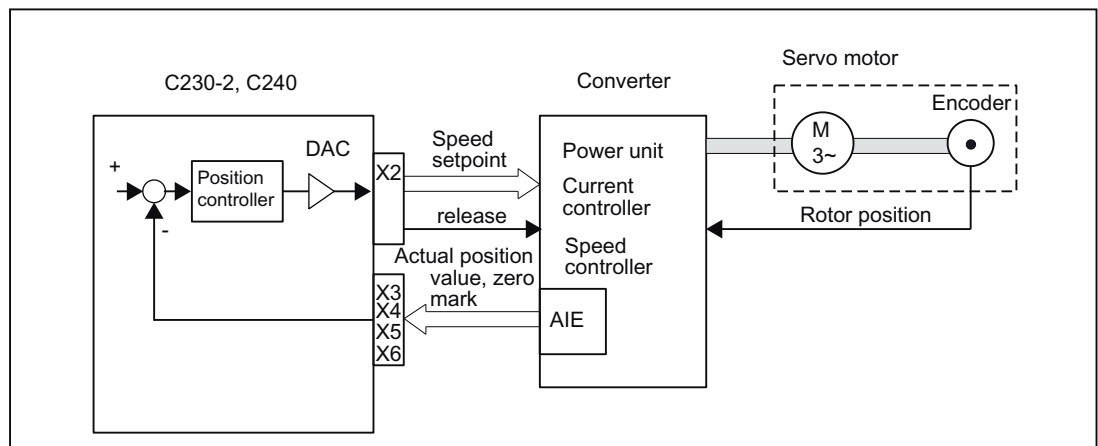 Servo motor
C230-2, C240
Converter
Encoder
DAC
Speed
setpoint
M
3~
Power unit
+
X2
Position
controller
Current
controller
release
Rotor position
-
Speed
controller
Actual position
value, zero
mark
X3
X4
X5
X6
AIE